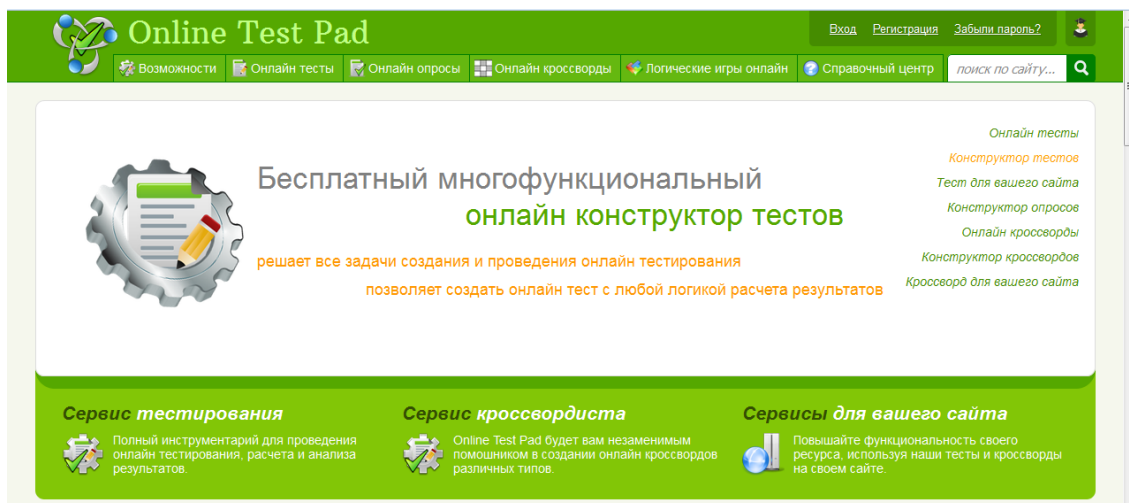 Online Test Pad
Вход Регистрация Забыли пароль?
Возможности Онлайн тесты Онлайн опросы Онлайн кроссворды Логические игры онлайн Справочный центр поиск по сайту...
Бесплатный многофункциональный
онлайн конструктор тестов
решает все задачи создания и проведения онлайн тестирования
позволяет создать онлайн тест с любой логикой расчета результатов
Онлайн тесты
Конструктор тестов
Тест для вашего сайта
Конструктор опросов
Онлайн кроссворды
Конструктор кроссвордов
Кроссворд для вашего сайта
Сервис тестирования
Полный инструментарий для проведения
онлайн тестирования, расчета и анализа
результатов.
Сервис кроссвордиста
Online Test Pad будет вам незаменимым
помошником в создании онлайн кроссвордов
различных типов.
Сервисы для вашего сайта
Повышайте функциональность своего
ресурса, используя наши тесты и кроссворды
на своем сайте.